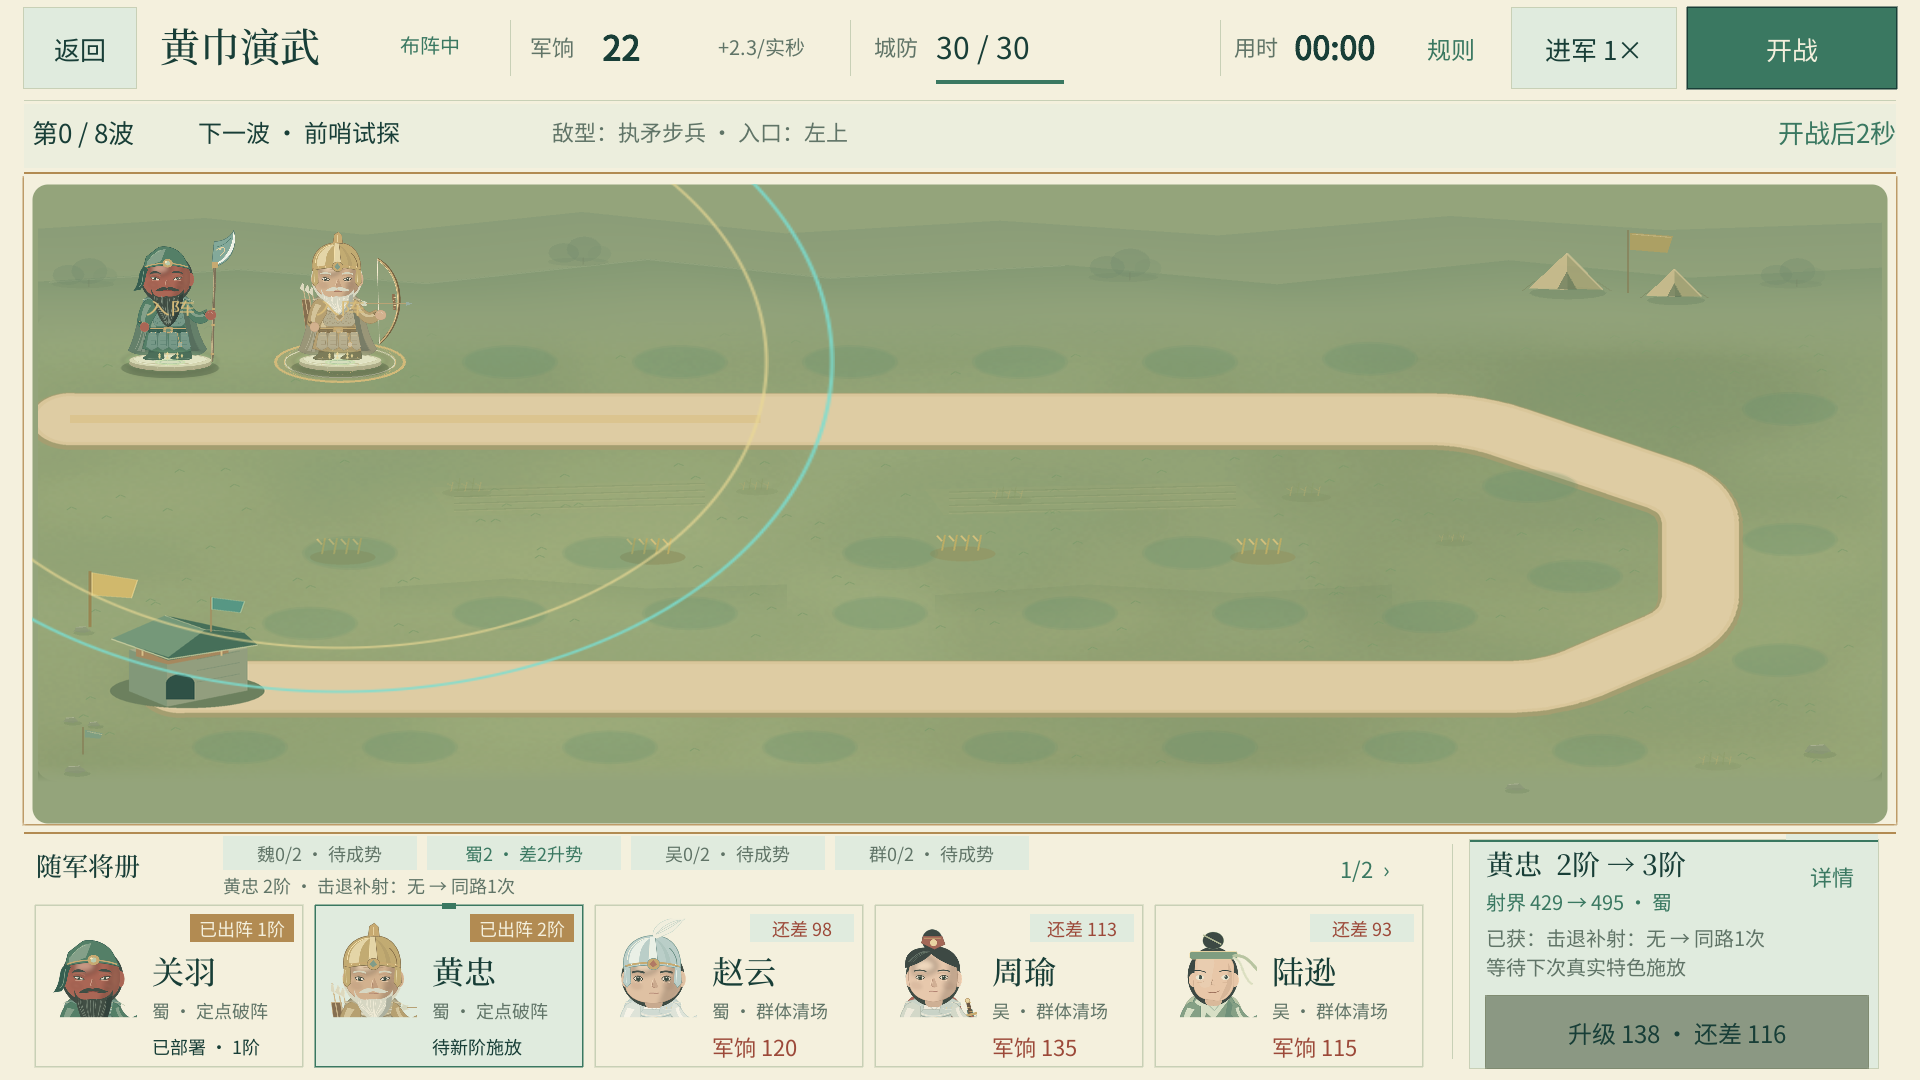 返回
黄巾演武
布阵中
军饷 22
+2.3/实秒
城防 30 / 30
用时 00:00
规则
进军 1×
开战
第0 / 8波
下一波 · 前哨试探
敌型：执矛步兵 · 入口：左上
开战后2秒
入阵
随军将册
魏0/2 · 待成势
蜀2 · 差2升势
吴0/2 · 待成势
群0/2 · 待成势
黄忠 2阶 · 击退补射：无 → 同路1次
1/2 ›
已出阵 1阶
关羽
蜀 · 定点破阵
已部署 · 1阶
已出阵 2阶
黄忠
蜀 · 定点破阵
待新阶施放
还差 98
赵云
蜀 · 群体清场
军饷 120
还差 113
周瑜
吴 · 群体清场
军饷 135
还差 93
陆逊
吴 · 群体清场
军饷 115
黄忠 2阶 → 3阶
详情
射界 429 → 495 · 蜀
已获：击退补射：无 → 同路1次
等待下次真实特色施放
升级 138 · 还差 116